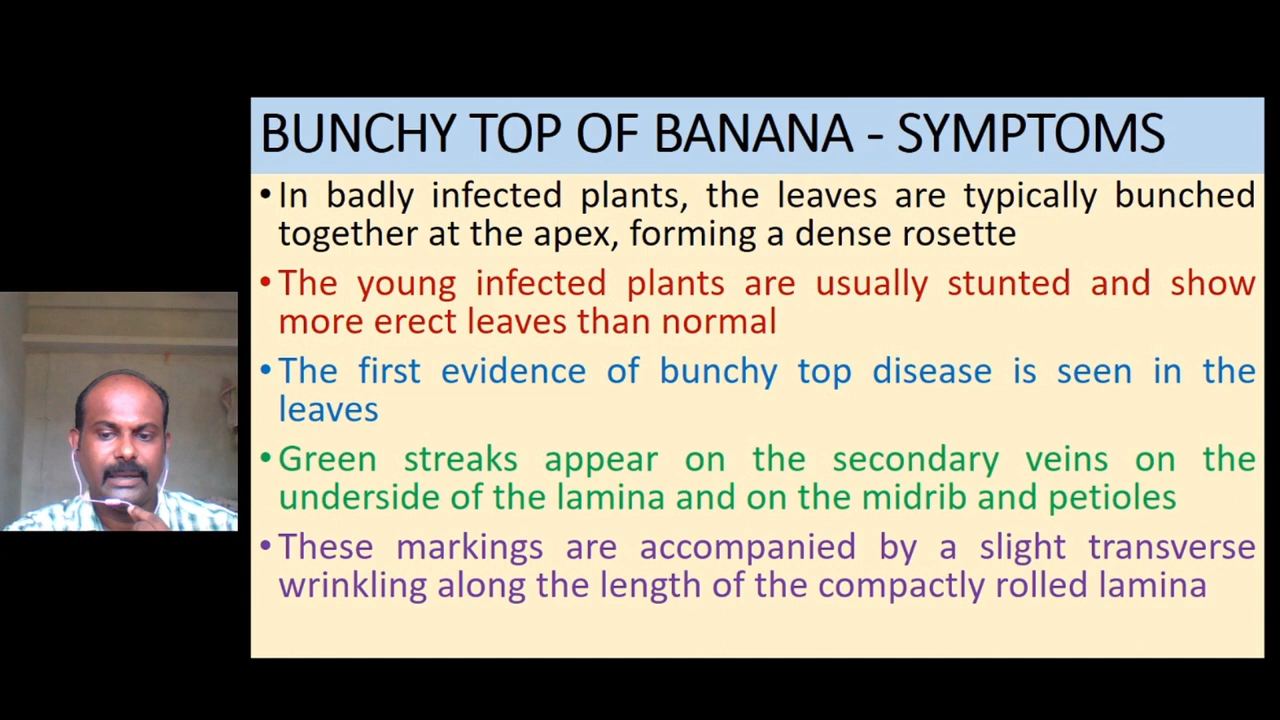 BUNCHY TOP OF BANANA - SYMPTOMS
•In badly infected plants, the leaves are typically bunched
together at the apex, forming a dense rosette
•The young infected plants are usually stunted and show
more erect leaves than normal
•The first evidence of bunchy top disease is seen in the
leaves
•Green streaks appear on the secondary veins on the
underside of the lamina and on the midrib and petioles
•These markings are accompanied by a slight transverse
wrinkling along the length of the compactly rolled lamina